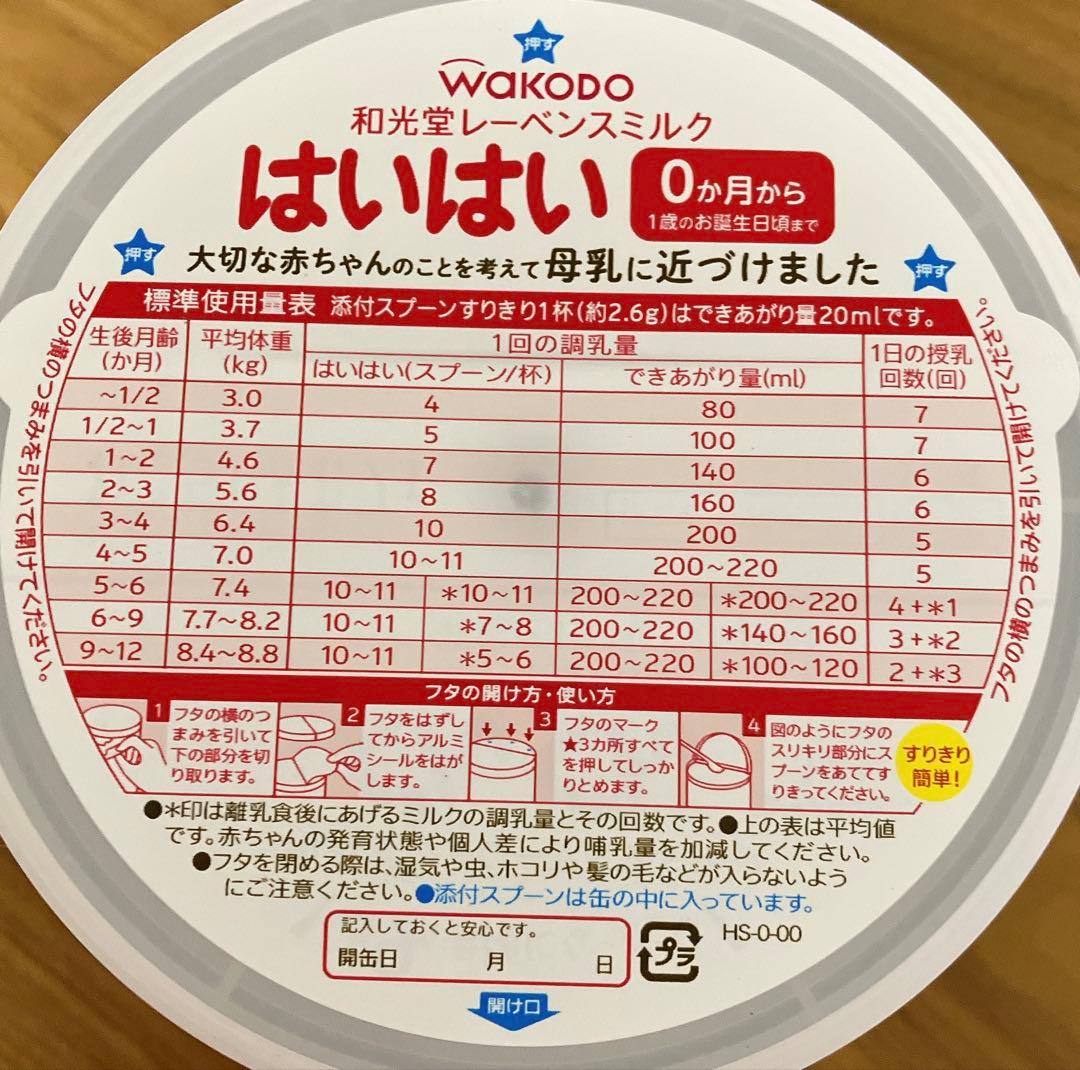 押す
wakodo
和光堂レーベンスミルク
はいはい
0か月から
1歳のお誕生日頃まで
押す
大切な赤ちゃんのことを考えて母乳に近づけました
押す
フタの横のつまみを引いて開けてください。
標準使用量表 添付スプーンすりきり1杯(約2.6g)はできあがり量20mlです。
フタの横のつまみを引いて開けてください。
生後月齢(か月) 平均体重(kg) 1回の調乳量 1日の授乳回数(回)
はいはい(スプーン/杯) できあがり量(ml)
~1/2 3.0 4 80 7
1/2~1 3.7 5 100 7
1~2 4.6 7 140 6
2~3 5.6 8 160 6
3~4 6.4 10 200 5
4~5 7.0 10~11 200~220 5
5~6 7.4 10~11 *10~11 200~220 *200~220 4+*1
6~9 7.7~8.2 10~11 *7~8 200~220 *140~160 3+*2
9~12 8.4~8.8 10~11 *5~6 200~220 *100~120 2+*3
フタの開け方・使い方
1
フタの横のつ
まみを引いて
下の部分を切
り取ります。
2
フタをはずし
てからアルミ
シールをはが
します。
3
フタのマーク
★3カ所すべて
を押してしっか
りとめます。
4
図のようにフタの
スリキリ部分にス
プーンをあててす
りきってください。
すりきり
簡単!
●*印は離乳食後にあげるミルクの調乳量とその回数です。●上の表は平均値
です。赤ちゃんの発育状態や個人差により哺乳量を加減してください。
●フタを閉める際は、湿気や虫、ホコリや髪の毛などが入らないよう
にご注意ください。●添付スプーンは缶の中に入っています。
記入しておくと安心です。
開缶日 月 日
プラ
HS-0-00
開け口